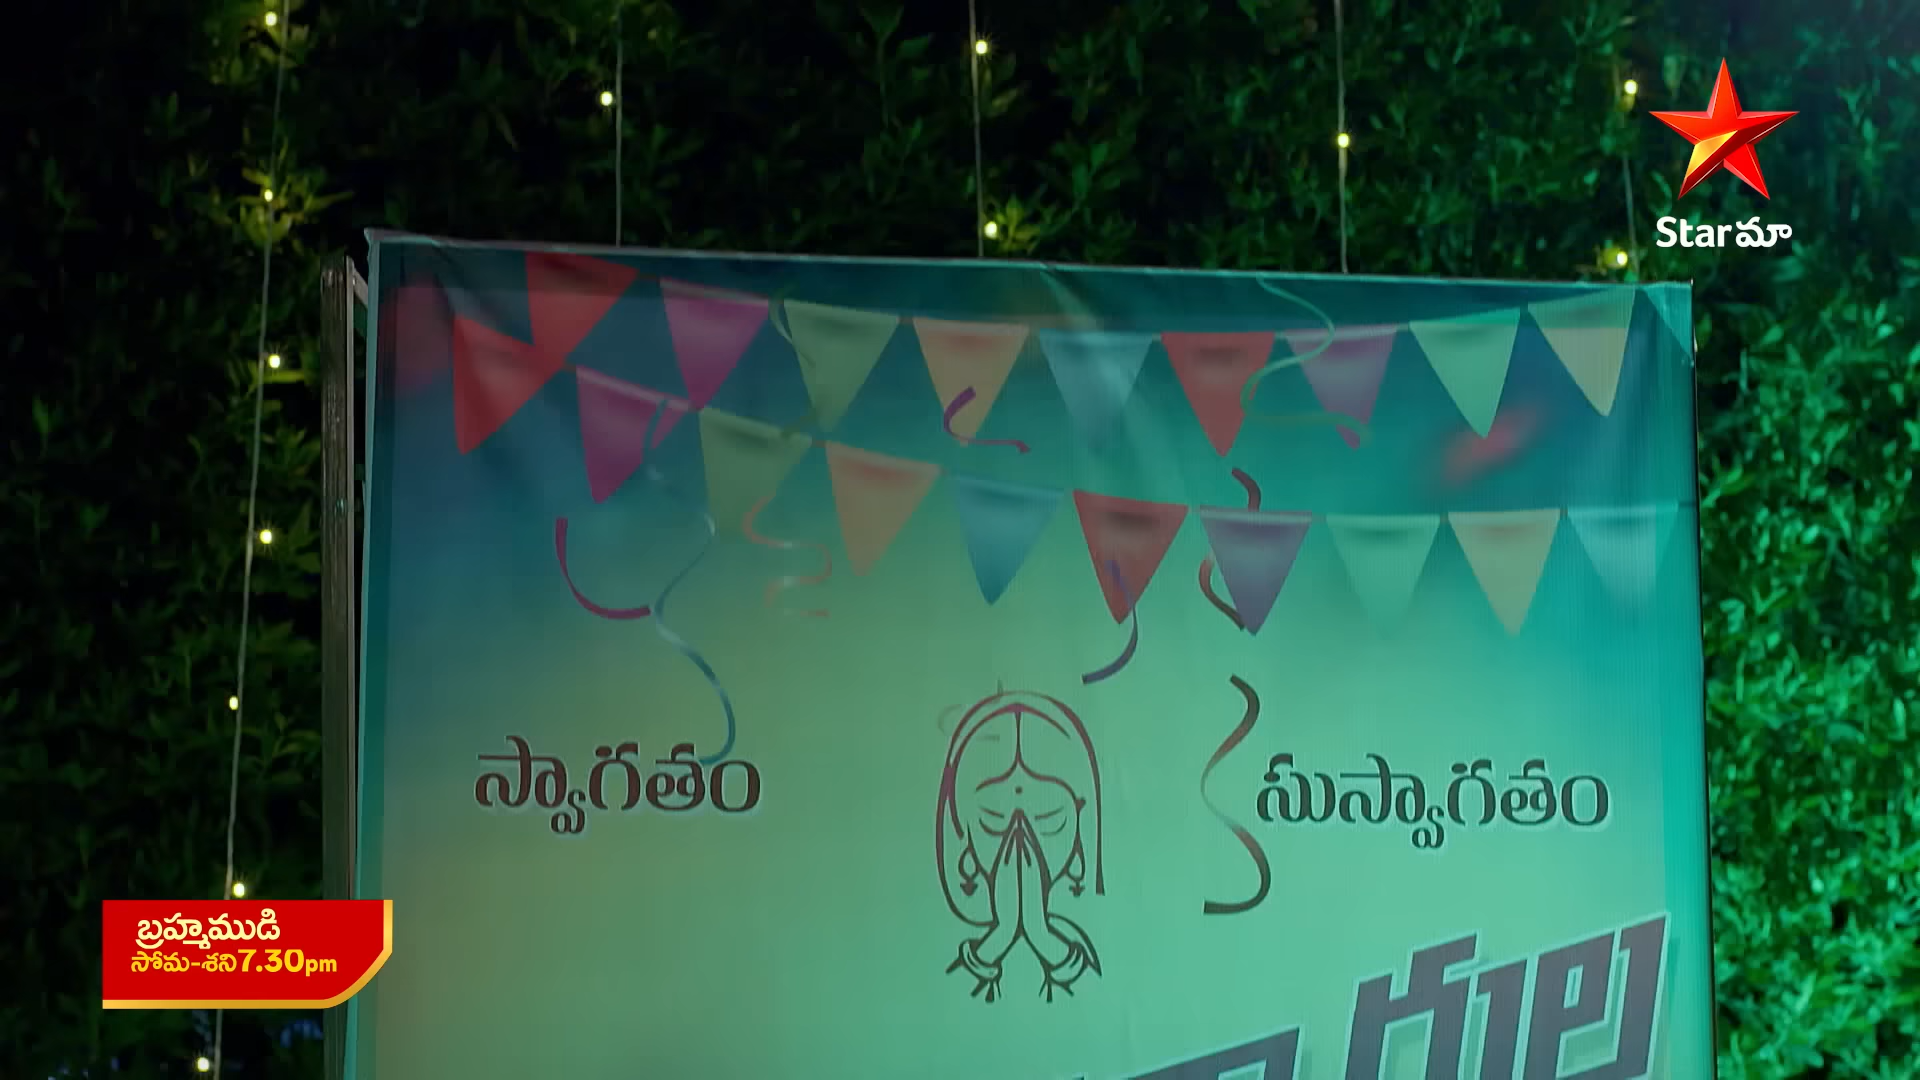 Starమా
స్వాగతం
సుస్వాగతం
బ్రహ్మముడి
సోమ-శని 7.30pm